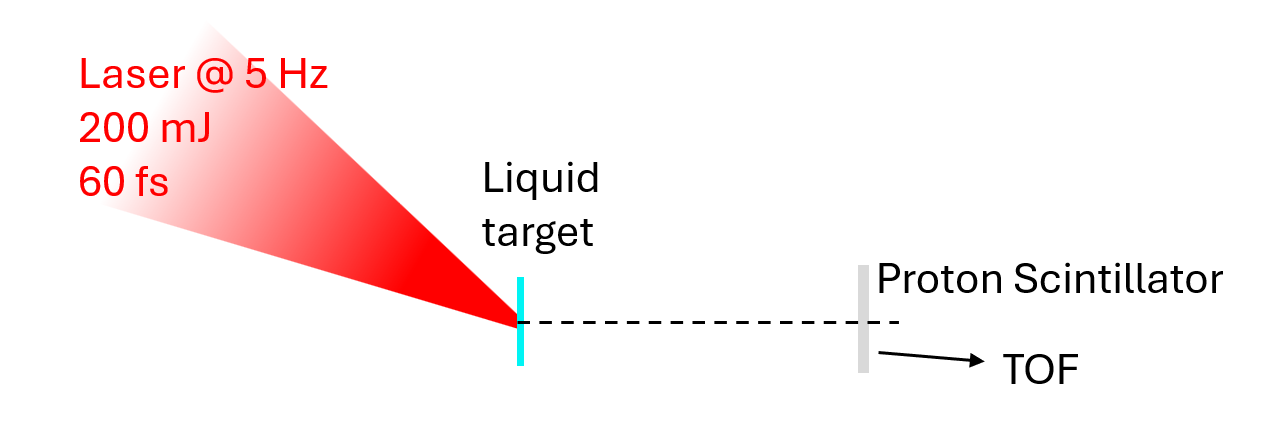 Laser @ 5 Hz
200 mJ
60 fs
Liquid
target
Proton Scintillator
TOF